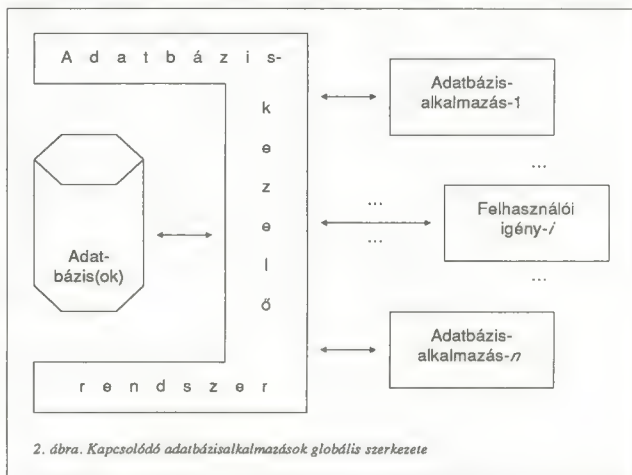 A d a t b á z i s-
k
e
z
e
l
ő
r e n d s z e r
Adat-
bázis(ok)
Adatbázis-
alkalmazás-1
...
...
Felhasználói
igény-i
...
...
Adatbázis-
alkalmazás-n
2. ábra. Kapcsolódó adatbázisalkalmazások globális szerkezete